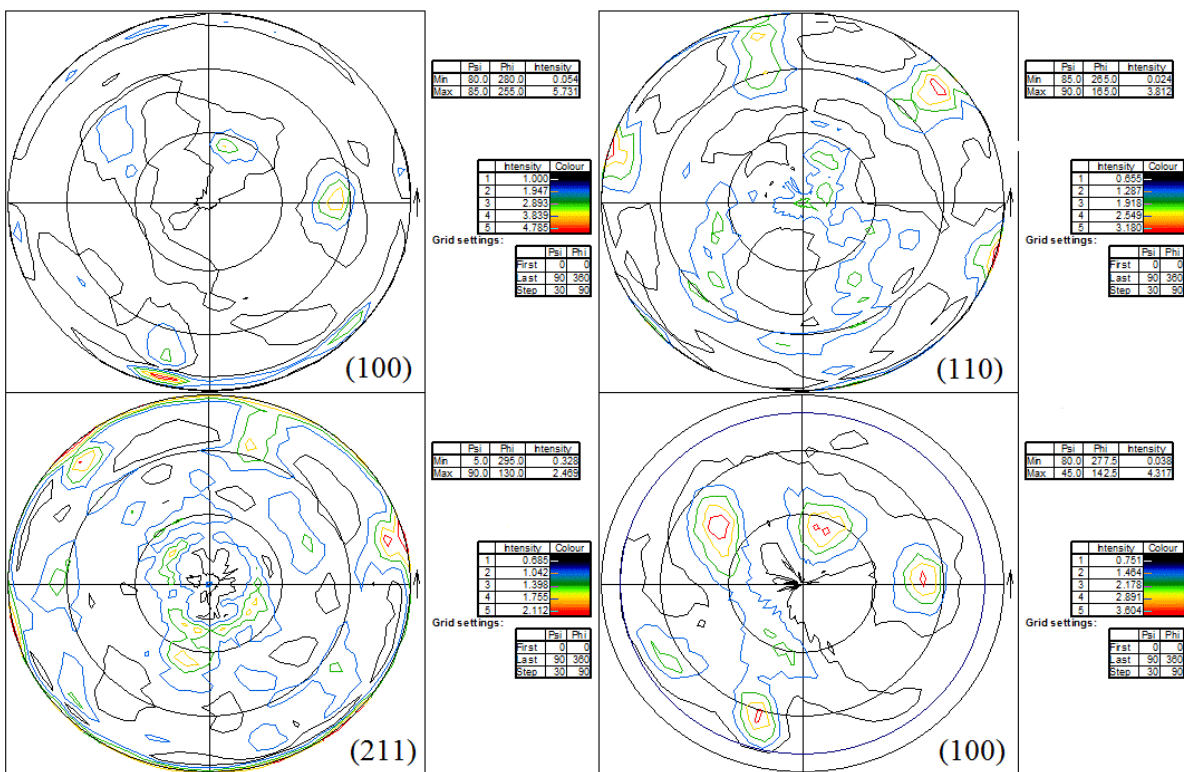 Psi Phi Intensity
Min 80.0 280.0 0.054
Max 85.0 255.0 5.731
Intensity Colour
1 1.000
2 1.947
3 2.893
4 3.839
5 4.785
Grid settings:
Psi Phi
First 0 0
Last 90 360
Step 30 90
(100)
Psi Phi Intensity
Min 85.0 265.0 0.024
Max 90.0 165.0 3.812
Intensity Colour
1 0.655
2 1.287
3 1.918
4 2.549
5 3.180
Grid settings:
Psi Phi
First 0 0
Last 90 360
Step 30 90
(110)
Psi Phi Intensity
Min 5.0 295.0 0.328
Max 90.0 130.0 2.469
Intensity Colour
1 0.685
2 1.042
3 1.398
4 1.755
5 2.112
Grid settings:
Psi Phi
First 0 0
Last 90 360
Step 30 90
(211)
Psi Phi Intensity
Min 80.0 277.5 0.038
Max 45.0 142.5 4.317
Intensity Colour
1 0.751
2 1.464
3 2.178
4 2.891
5 3.604
Grid settings:
Psi Phi
First 0 0
Last 90 360
Step 30 90
(100)